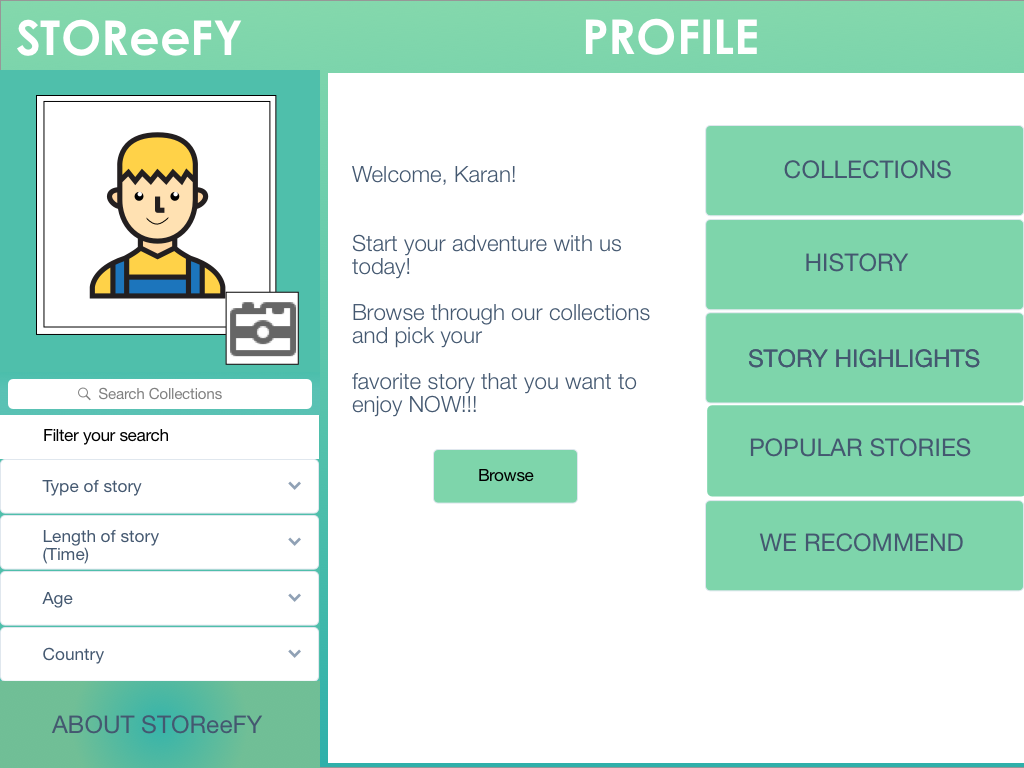 STOReeFY
PROFILE
Search Collections
Filter your search
Type of story
Length of story
(Time)
Age
Country
ABOUT STOReeFY
Welcome, Karan!
Start your adventure with us
today!
Browse through our collections
and pick your
favorite story that you want to
enjoy NOW!!!
Browse
COLLECTIONS
HISTORY
STORY HIGHLIGHTS
POPULAR STORIES
WE RECOMMEND